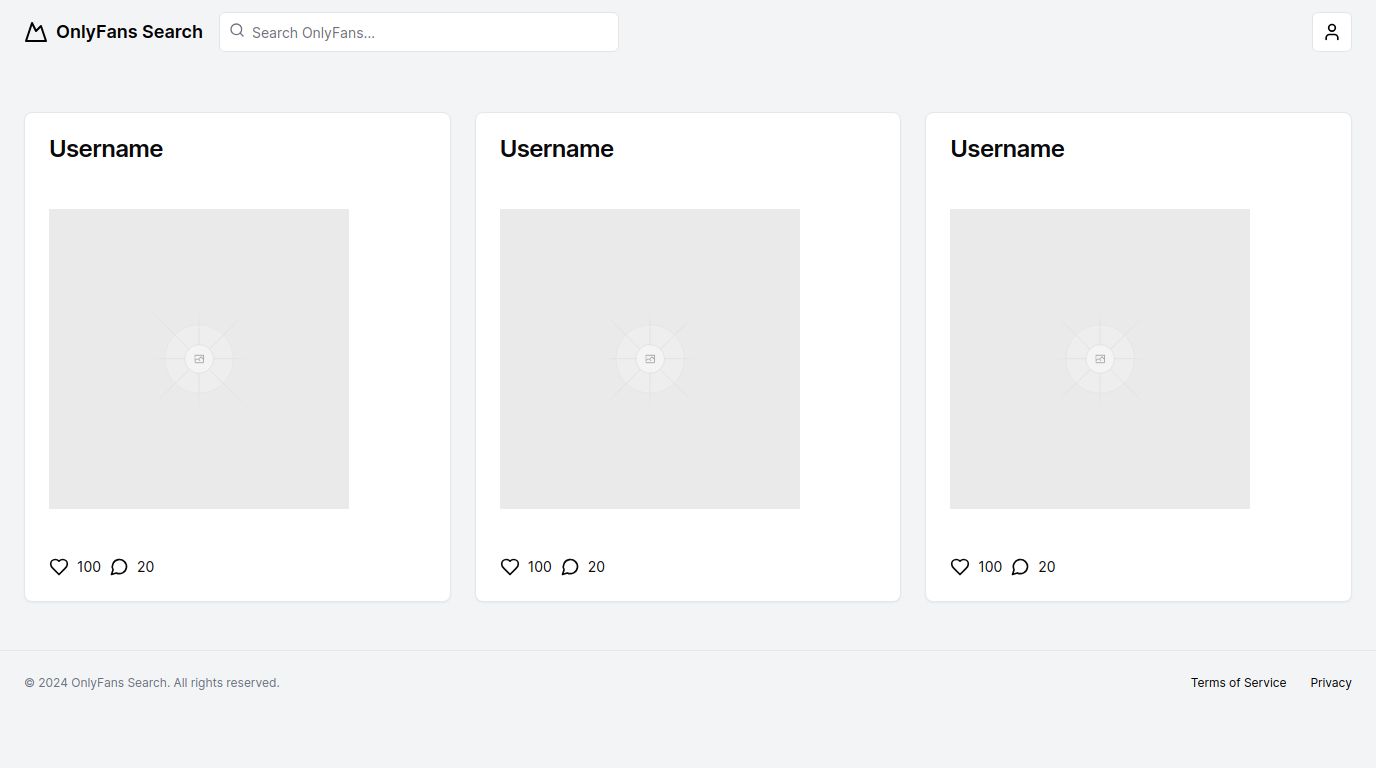 OnlyFans Search
Search OnlyFans...
Username
Username
Username
100 20
100 20
100 20
© 2024 OnlyFans Search. All rights reserved.
Terms of Service
Privacy